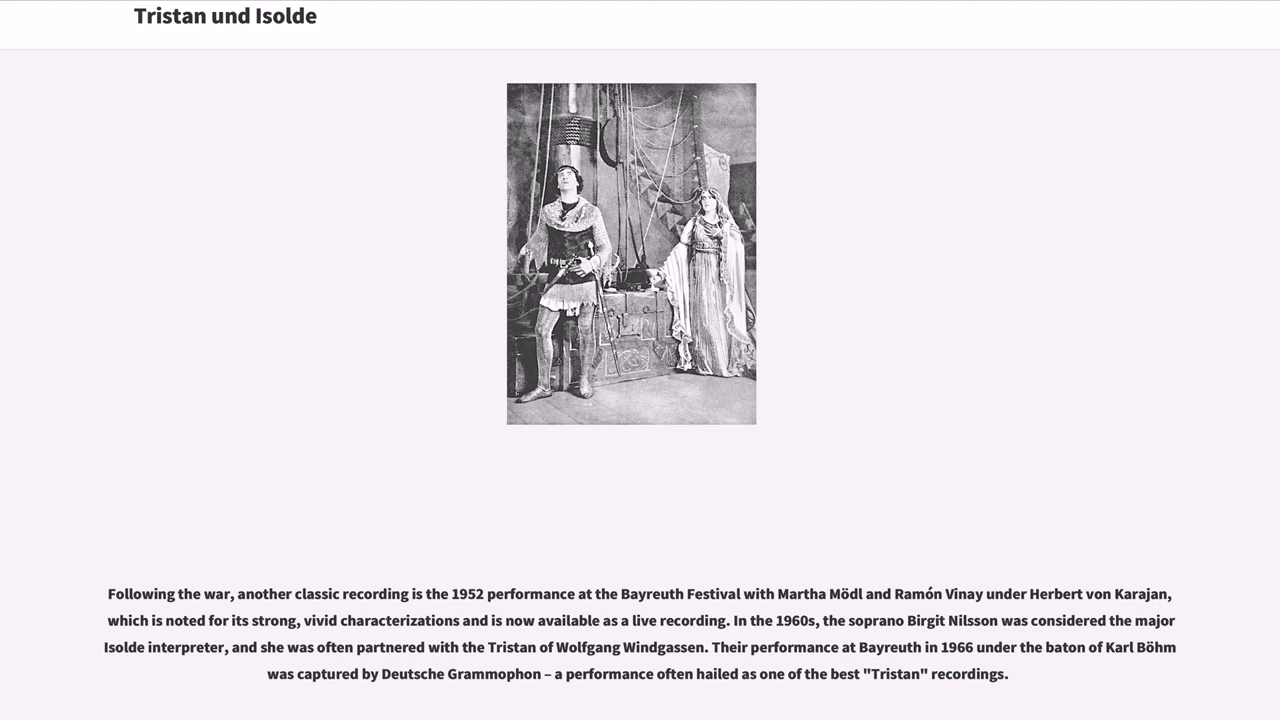 Tristan und Isolde
Following the war, another classic recording is the 1952 performance at the Bayreuth Festival with Martha Mödl and Ramón Vinay under Herbert von Karajan,
which is noted for its strong, vivid characterizations and is now available as a live recording. In the 1960s, the soprano Birgit Nilsson was considered the major
Isolde interpreter, and she was often partnered with the Tristan of Wolfgang Windgassen. Their performance at Bayreuth in 1966 under the baton of Karl Böhm
was captured by Deutsche Grammophon – a performance often hailed as one of the best "Tristan" recordings.